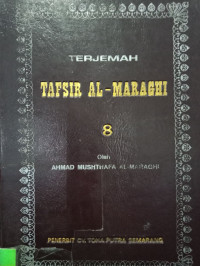 TERJEMAH
TAFSIR AL-MARAGHI
8
Oleh
AHMAD MUSHTHAFA AL-MARAGHI
PENERBIT CV. TOHA PUTRA SEMARANG